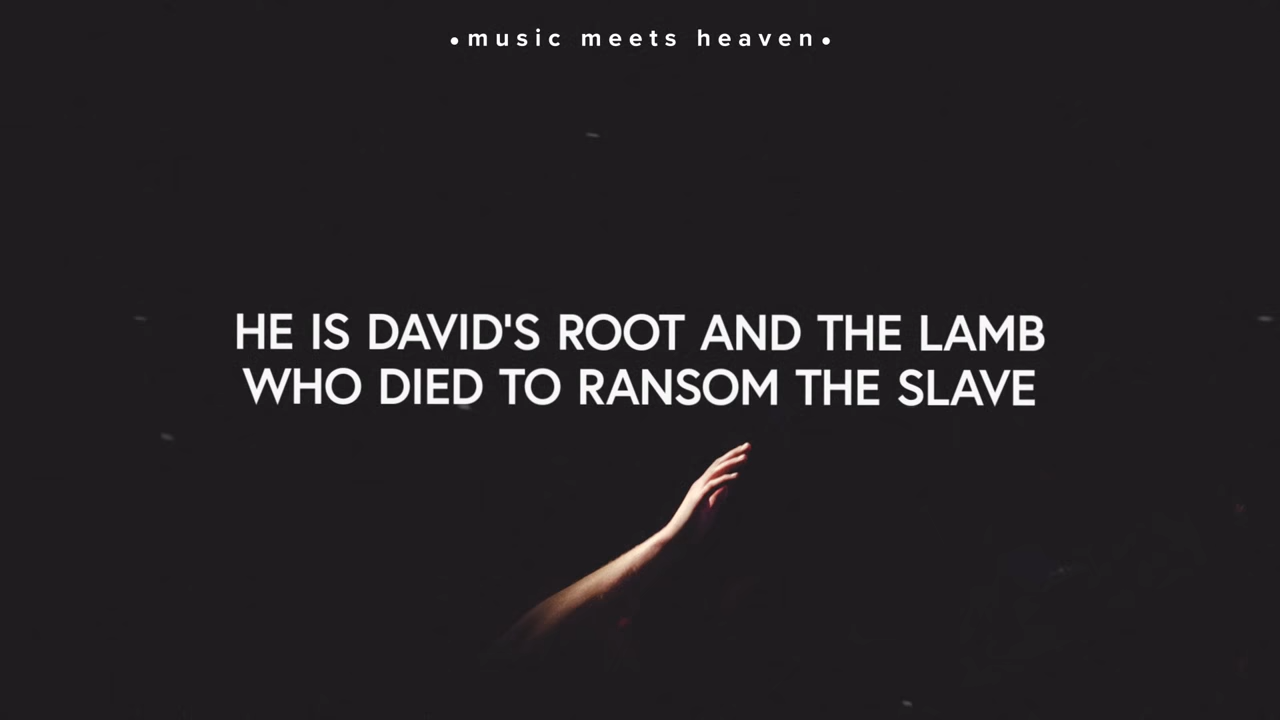 •music meets heaven•
HE IS DAVID'S ROOT AND THE LAMB
WHO DIED TO RANSOM THE SLAVE